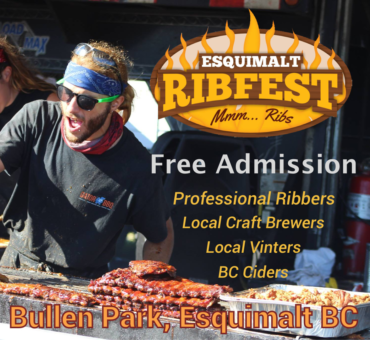 ESQUIMALT
RIBFEST
Mmm... Ribs
Free Admission
Professional Ribbers
Local Craft Brewers
Local Vinters
BC Ciders
Bullen Park, Esquimalt BC